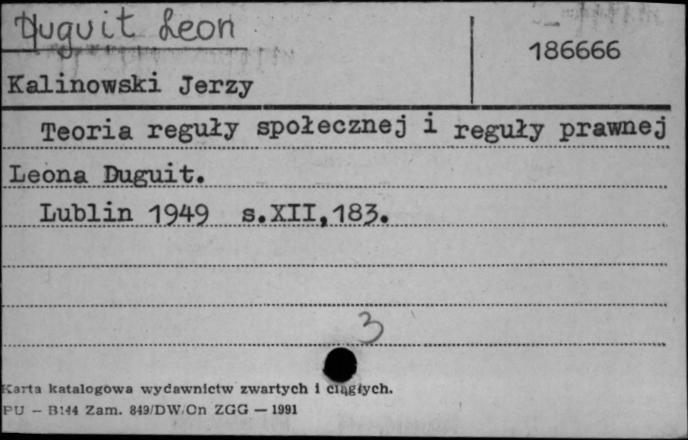 Duguit Leon
186666
Kalinowski Jerzy
Teoria reguły społecznej i reguły prawnej
Leona Duguit.
Lublin 1949 s.XII,183.
3
Karta katalogowa wydawnictw zwartych i ciągłych.
PU — B144 Zam. 849/DW/On ZGG — 1991